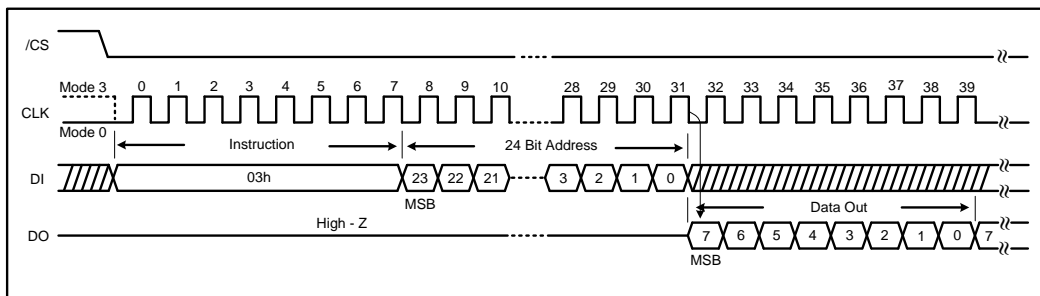 /CS
Mode 3 0 1 2 3 4 5 6 7 8 9 10 28 29 30 31 32 33 34 35 36 37 38 39
CLK
Mode 0
Instruction 24 Bit Address
DI 03h 23 22 21 3 2 1 0
MSB Data Out
High - Z
DO 7 6 5 4 3 2 1 0 7
MSB